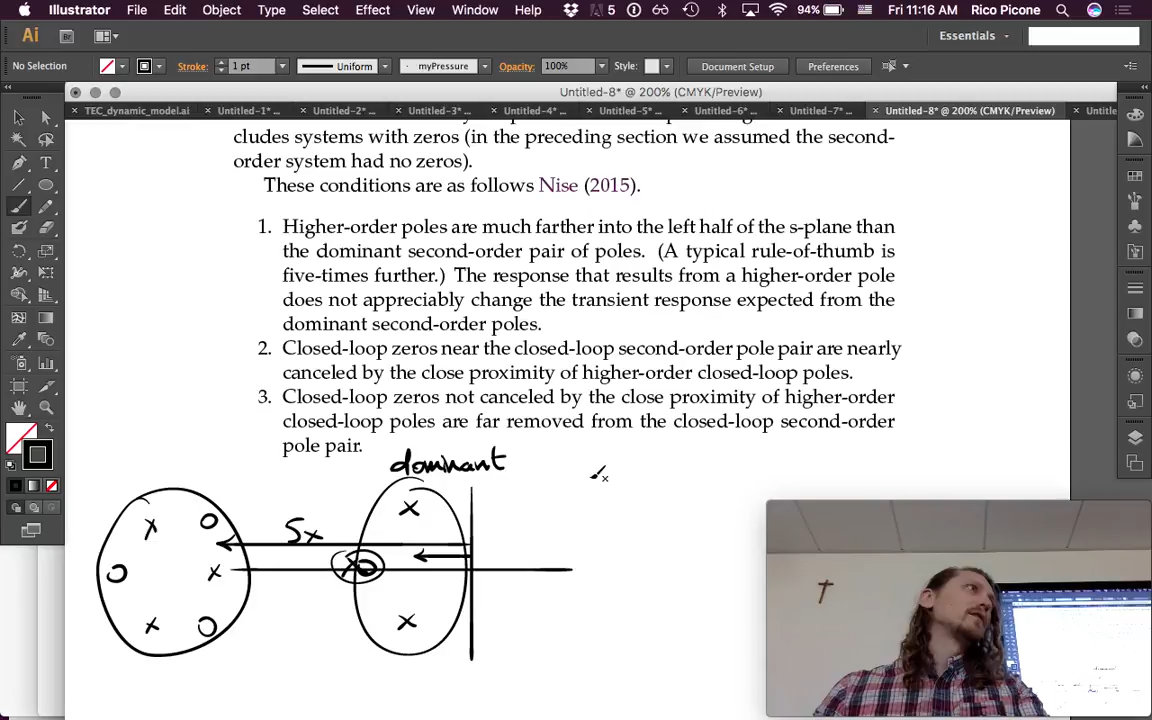 Illustrator File Edit Object Type Select Effect View Window Help 5 94% Fri 11:16 AM Rico Picone
Ai Br Essentials
No Selection Stroke: 1 pt Uniform myPressure Opacity: 100% Style: Document Setup Preferences
Untitled-8* @ 200% (CMYK/Preview)
TEC_dynamic_model.ai Untitled-1* ... Untitled-2* ... Untitled-3* ... Untitled-4* ... Untitled-5* ... Untitled-6* ... Untitled-7* ... Untitled-8* @ 200% (CMYK/Preview) Untitled-
cludes systems with zeros (in the preceding section we assumed the second-
order system had no zeros).
These conditions are as follows Nise (2015).
1. Higher-order poles are much farther into the left half of the s-plane than
the dominant second-order pair of poles. (A typical rule-of-thumb is
five-times further.) The response that results from a higher-order pole
does not appreciably change the transient response expected from the
dominant second-order poles.
2. Closed-loop zeros near the closed-loop second-order pole pair are nearly
canceled by the close proximity of higher-order closed-loop poles.
3. Closed-loop zeros not canceled by the close proximity of higher-order
closed-loop poles are far removed from the closed-loop second-order
pole pair.
dominant
5x